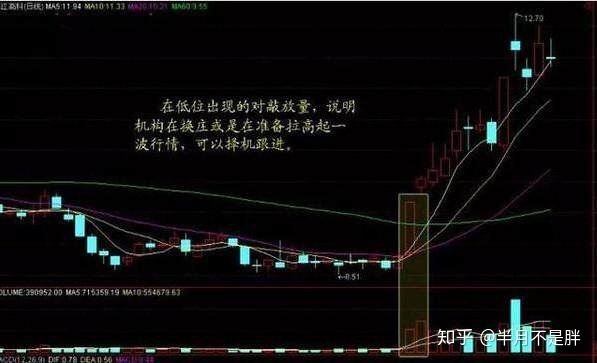 江高科(日线) MA5:11.94 MA10:11.33 MA20:10.21 MA60:9.55
12.70
在低位出现的对敲放量，说明
机构在换庄或是在准备拉高起一
波行情，可以择机跟进。
8.51
VOLUME:390952.00 MA5:715359.19 MA10:554679.63
知乎 @半月不是胖
MACD(12,26,9) DIF:0.78 DEA:0.56 MACD:0.44